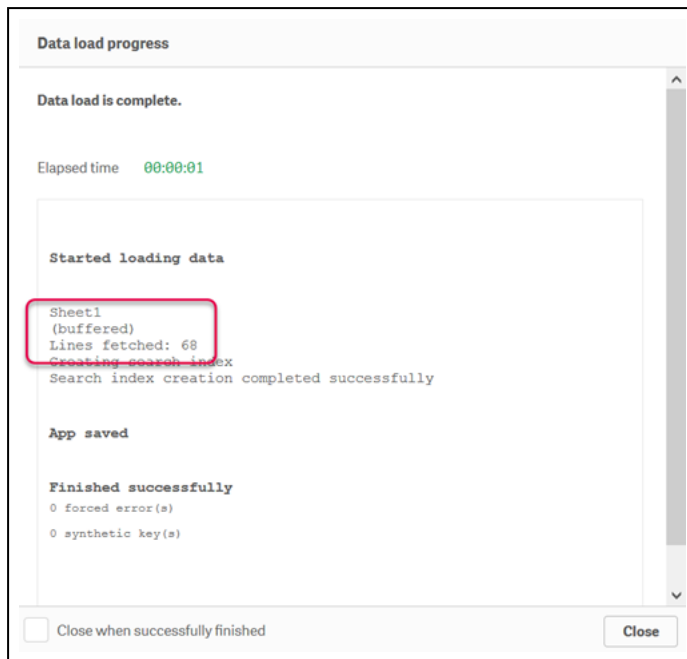 Data load progress
Data load is complete.
Elapsed time 00:00:01
Started loading data
Sheet1
(buffered)
Lines fetched: 68
Creating search index
Search index creation completed successfully
App saved
Finished successfully
0 forced error(s)
0 synthetic key(s)
Close when successfully finished
Close